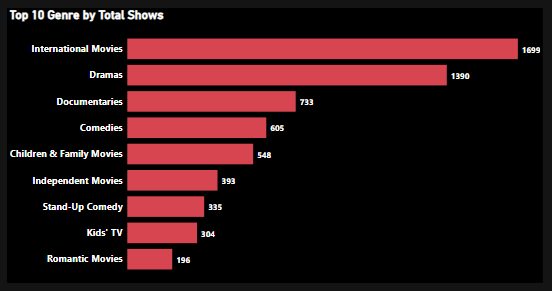 Top 10 Genre by Total Shows
International Movies 1699
Dramas 1390
Documentaries 733
Comedies 605
Children & Family Movies 548
Independent Movies 393
Stand-Up Comedy 335
Kids' TV 304
Romantic Movies 196